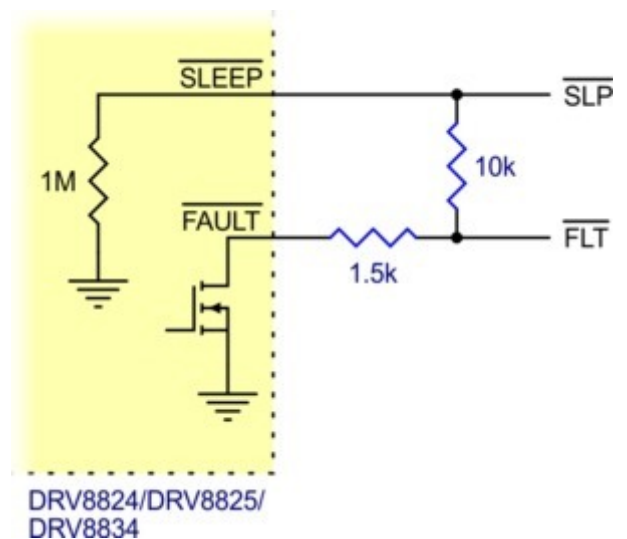 SLEEP
SLP
1M
10k
FAULT
FLT
1.5k
DRV8824/DRV8825/
DRV8834